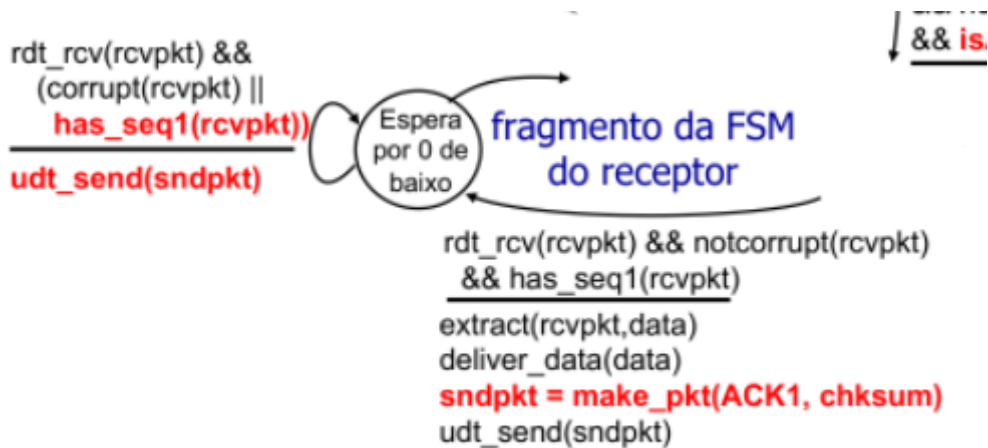 rdt_rcv(rcvpkt) &&
(corrupt(rcvpkt) ||
has_seq1(rcvpkt))
udt_send(sndpkt)
Espera
por 0 de
baixo
fragmento da FSM
do receptor
rdt_rcv(rcvpkt) && notcorrupt(rcvpkt)
&& has_seq1(rcvpkt)
extract(rcvpkt,data)
deliver_data(data)
sndpkt = make_pkt(ACK1, chksum)
udt_send(sndpkt)
&&